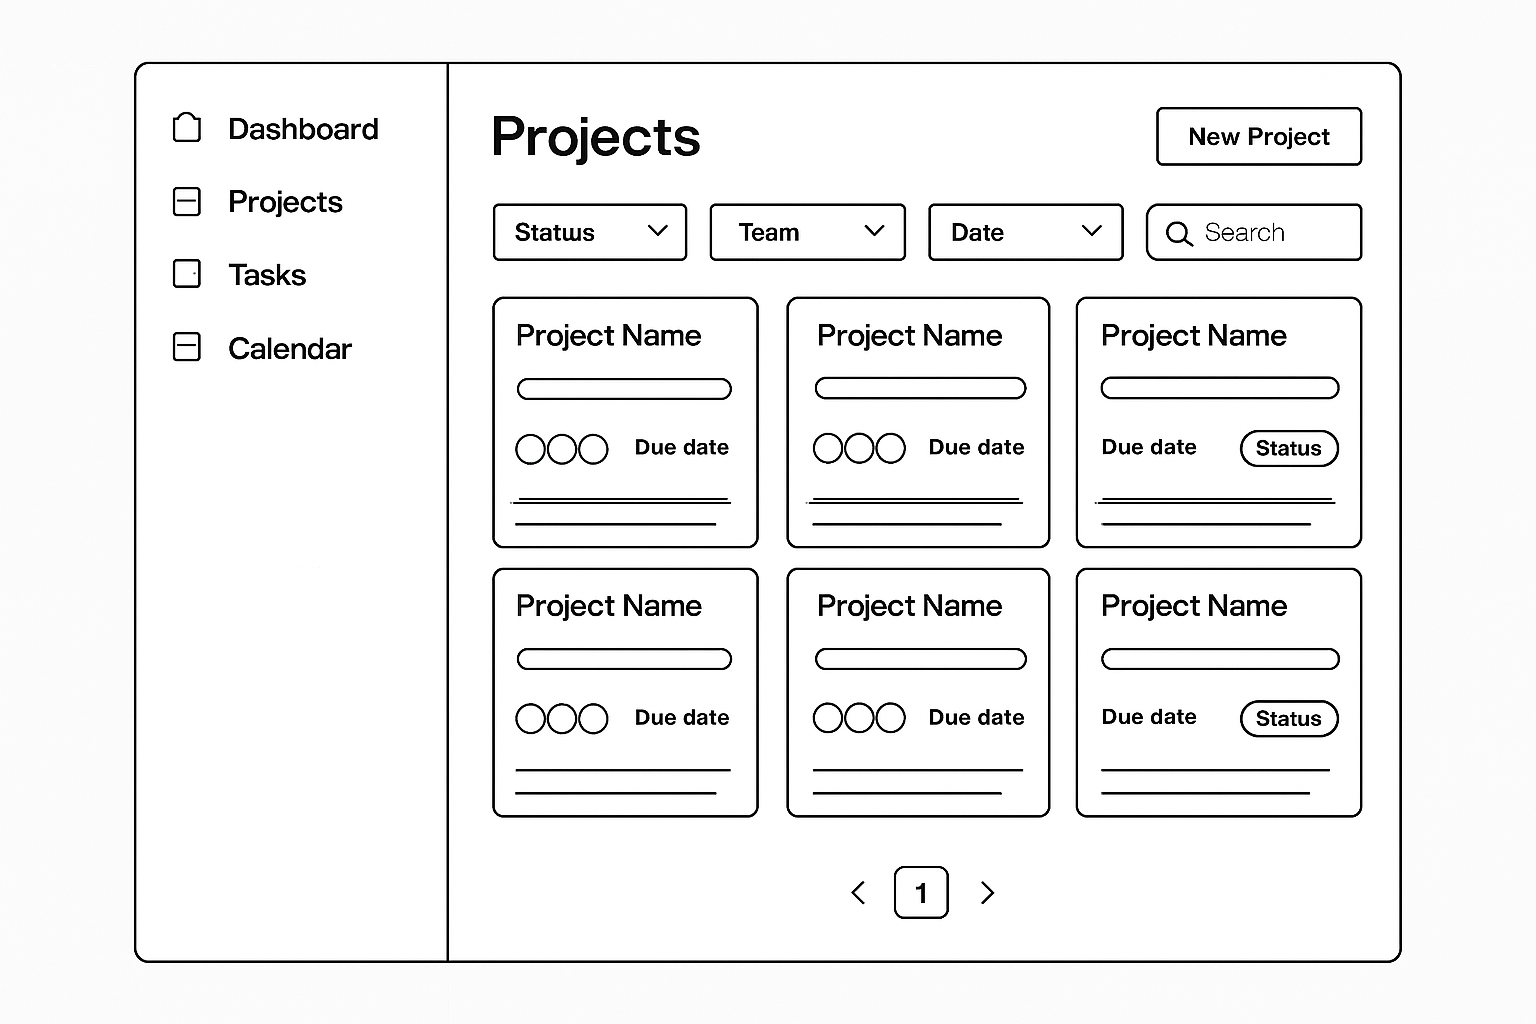 Dashboard
Projects
Tasks
Calendar
Projects
New Project
Status
Team
Date
Search
Project Name
Due date
Project Name
Due date
Project Name
Due date
Status
Project Name
Due date
Project Name
Due date
Project Name
Due date
Status
1